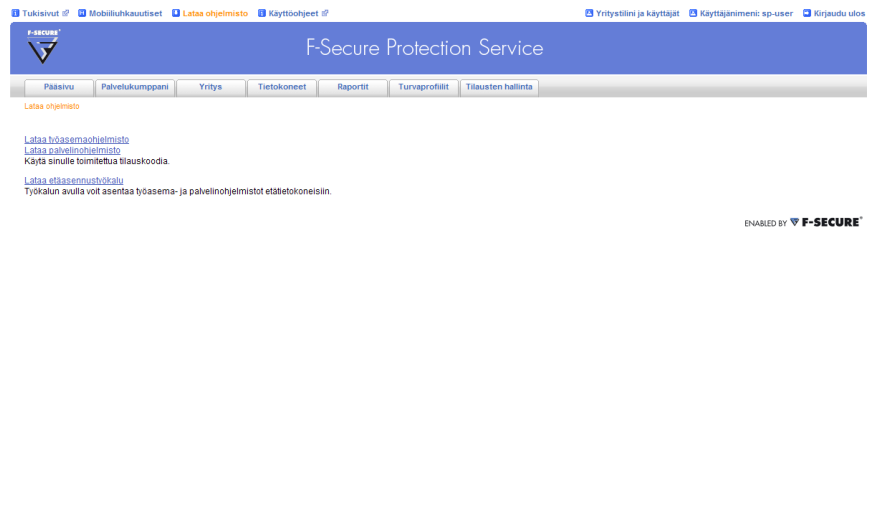 Tukisivut Mobiiliuhkauutiset Lataa ohjelmisto Käyttöohjeet Yritystilini ja käyttäjät Käyttäjänimeni: sp-user Kirjaudu ulos
F-SECURE
F-Secure Protection Service
Pääsivu Palvelukumppani Yritys Tietokoneet Raportit Turvaprofiilit Tilausten hallinta
Lataa ohjelmisto
Lataa työasemaohjelmisto
Lataa palvelinohjelmisto
Käytä sinulle toimitettua tilauskoodia.
Lataa etäasennustyökalu
Työkalun avulla voit asentaa työasema- ja palvelinohjelmistot etätietokoneisiin.
ENABLED BY F-SECURE